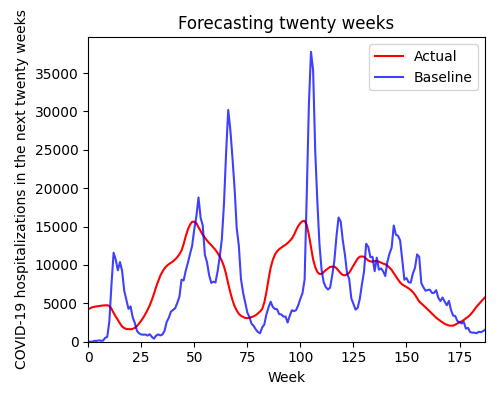 Forecasting twenty weeks
COVID-19 hospitalizations in the next twenty weeks
35000
30000
25000
20000
15000
10000
5000
0
Actual
Baseline
0 25 50 75 100 125 150 175
Week